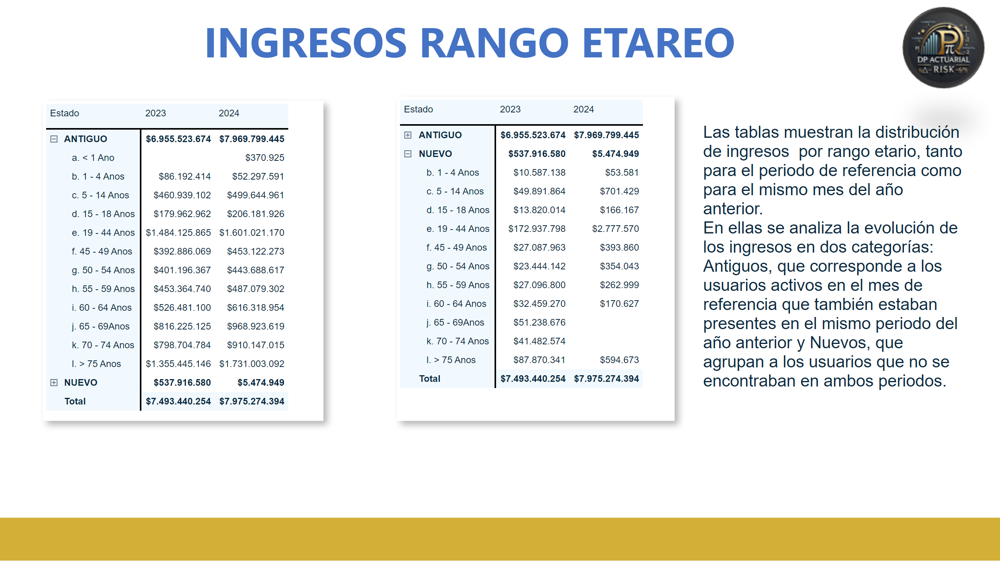 INGRESOS RANGO ETAREO
DP ACTUARIAL
RISK
Estado 2023 2024
ANTIGUO $6.955.523.674 $7.969.799.445
a. < 1 Ano $370.925
b. 1 - 4 Anos $86.192.414 $52.297.591
c. 5 - 14 Anos $460.939.102 $499.644.961
d. 15 - 18 Anos $179.962.962 $206.181.926
e. 19 - 44 Anos $1.484.125.865 $1.601.021.170
f. 45 - 49 Anos $392.886.069 $453.122.273
g. 50 - 54 Anos $401.196.367 $443.688.617
h. 55 - 59 Anos $453.364.740 $487.079.302
i. 60 - 64 Anos $526.481.100 $616.318.954
j. 65 - 69Anos $816.225.125 $968.923.619
k. 70 - 74 Anos $798.704.784 $910.147.015
l. > 75 Anos $1.355.445.146 $1.731.003.092
NUEVO $537.916.580 $5.474.949
Total $7.493.440.254 $7.975.274.394
Estado 2023 2024
ANTIGUO $6.955.523.674 $7.969.799.445
NUEVO $537.916.580 $5.474.949
b. 1 - 4 Anos $10.587.138 $53.581
c. 5 - 14 Anos $49.891.864 $701.429
d. 15 - 18 Anos $13.820.014 $166.167
e. 19 - 44 Anos $172.937.798 $2.777.570
f. 45 - 49 Anos $27.087.963 $393.860
g. 50 - 54 Anos $23.444.142 $354.043
h. 55 - 59 Anos $27.096.800 $262.999
i. 60 - 64 Anos $32.459.270 $170.627
j. 65 - 69Anos $51.238.676
k. 70 - 74 Anos $41.482.574
l. > 75 Anos $87.870.341 $594.673
Total $7.493.440.254 $7.975.274.394
Las tablas muestran la distribución
de ingresos  por rango etario, tanto
para el periodo de referencia como
para el mismo mes del año
anterior.
En ellas se analiza la evolución de
los ingresos en dos categorías:
Antiguos, que corresponde a los
usuarios activos en el mes de
referencia que también estaban
presentes en el mismo periodo del
año anterior y Nuevos, que
agrupan a los usuarios que no se
encontraban en ambos periodos.